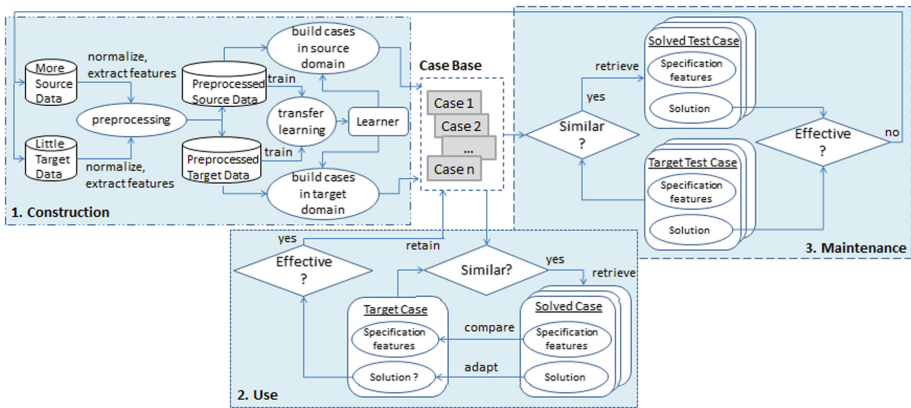 More
Source
Data
normalize,
extract features
preprocessing
Little
Target
Data
normalize,
extract features
Preprocessed
Source Data
train
Preprocessed
Target Data
train
transfer
learning
Learner
build cases
in source
domain
build cases
in target
domain
1. Construction
Case Base
Case 1
Case 2
...
Case n
Similar
?
yes
retrieve
Solved Test Case
Specification
features
Solution
Target Test Case
Specification
features
Solution
Effective
?
no
3. Maintenance
yes
retain
Effective
?
Similar?
yes
retrieve
Target Case
Specification
features
Solution ?
compare
adapt
Solved Case
Specification
features
Solution
2. Use